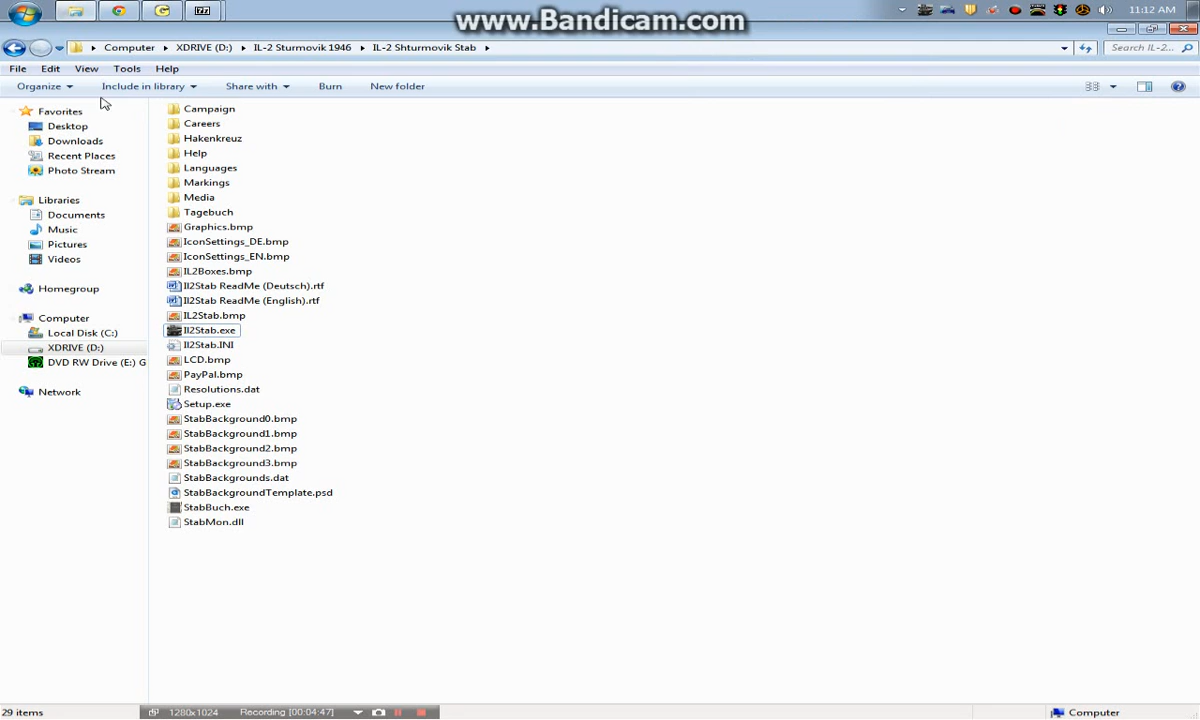 www.Bandicam.com
11:12 AM
Computer
XDRIVE (D:)
IL-2 Sturmovik 1946
IL-2 Shturmovik Stab
Search IL-2...
File
Edit
View
Tools
Help
Organize
Include in library
Share with
Burn
New folder
Favorites
Desktop
Downloads
Recent Places
Photo Stream
Libraries
Documents
Music
Pictures
Videos
Homegroup
Computer
Local Disk (C:)
XDRIVE (D:)
DVD RW Drive (E:) G
Network
Campaign
Careers
Hakenkreuz
Help
Languages
Markings
Media
Tagebuch
Graphics.bmp
IconSettings_DE.bmp
IconSettings_EN.bmp
IL2Boxes.bmp
Il2Stab ReadMe (Deutsch).rtf
Il2Stab ReadMe (English).rtf
IL2Stab.bmp
Il2Stab.exe
Il2Stab.INI
LCD.bmp
PayPal.bmp
Resolutions.dat
Setup.exe
StabBackground0.bmp
StabBackground1.bmp
StabBackground2.bmp
StabBackground3.bmp
StabBackgrounds.dat
StabBackgroundTemplate.psd
StabBuch.exe
StabMon.dll
29 items
1280x1024
Recording [00:04:47]
Computer